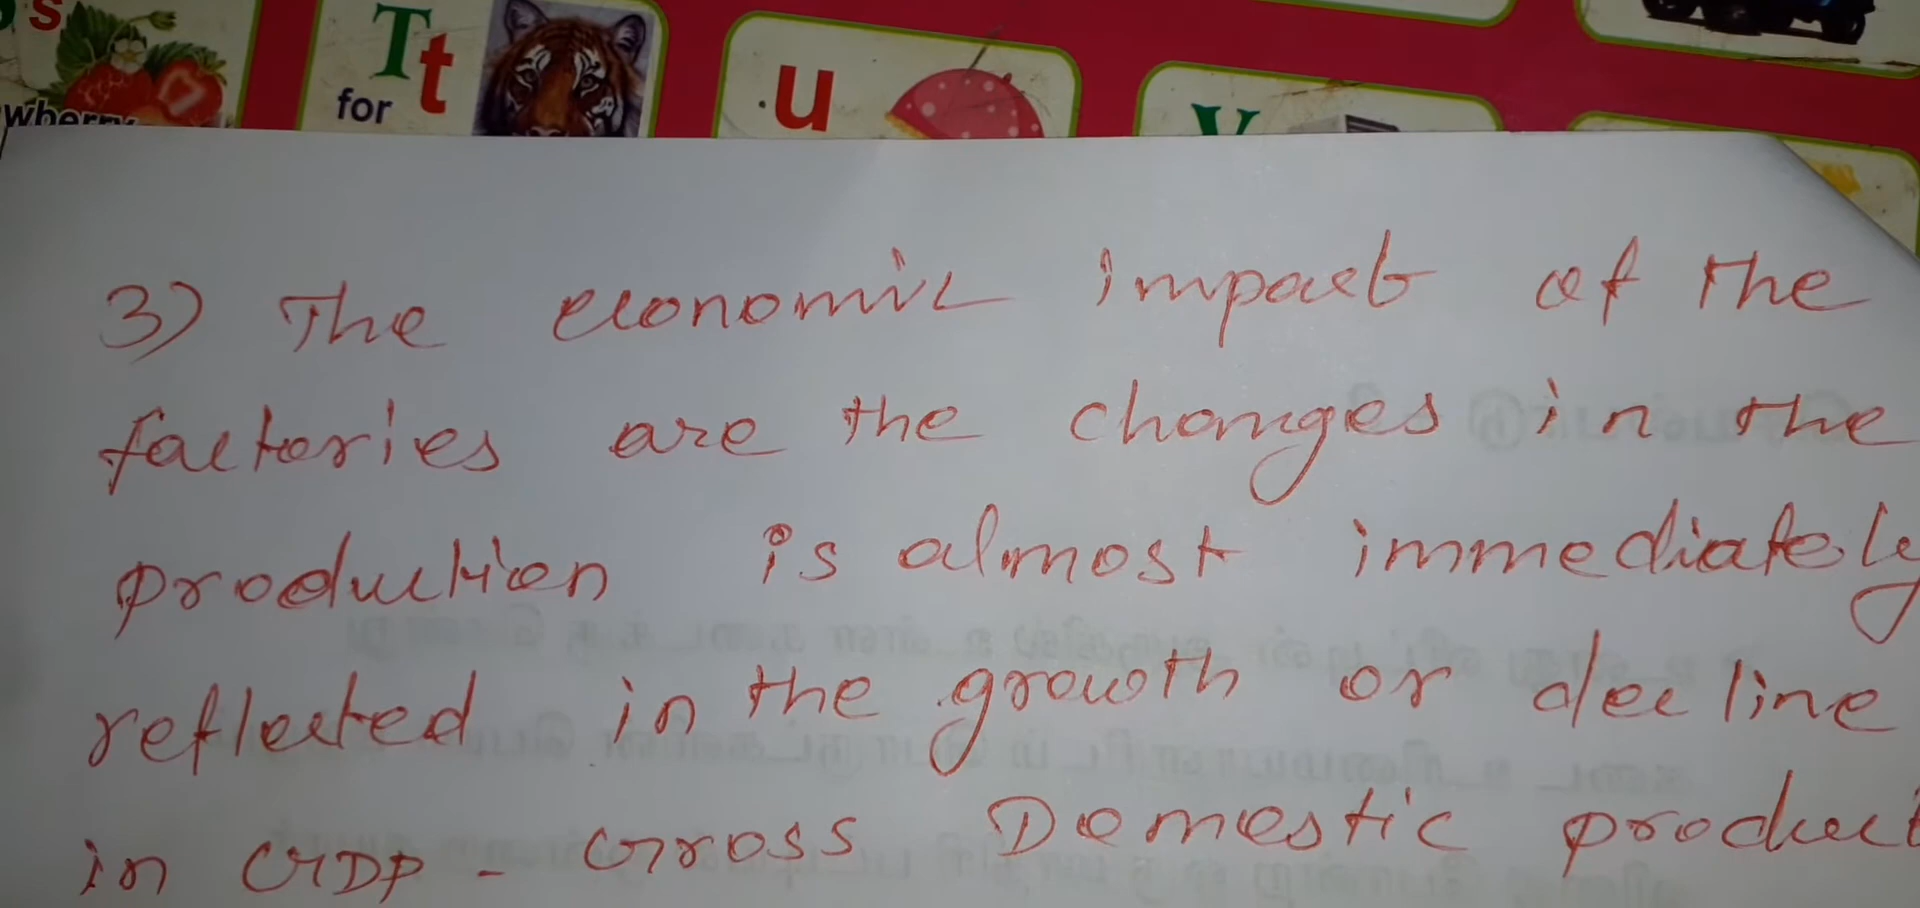 s
wberry
Tt
for
u
V
3) The economic impact of the
factories are the changes in the
production is almost immediately
reflected in the growth or decline
in GDP - Gross Domestic product